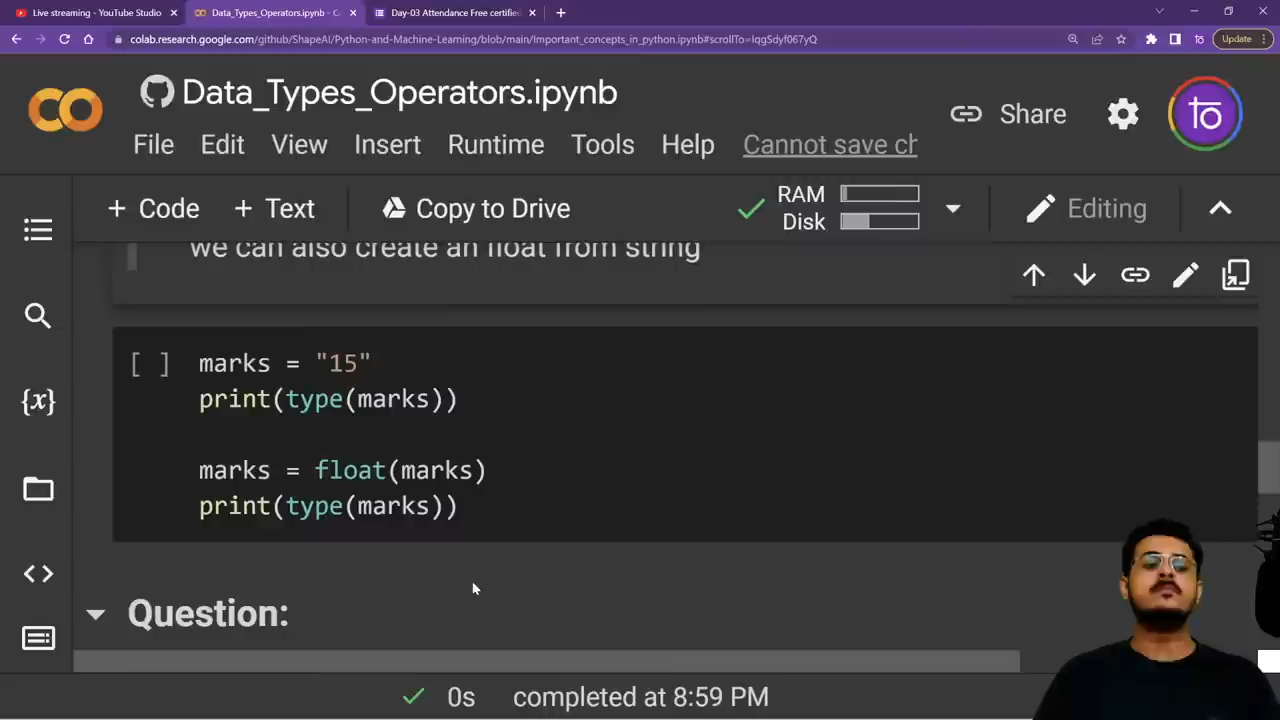 Live streaming - YouTube Studio
Data_Types_Operators.ipynb - C
Day-03 Attendance Free certified
colab.research.google.com/github/ShapeAI/Python-and-Machine-Learning/blob/main/Important_concepts_in_python.ipynb#scrollTo=IqgSdyf067yQ
Update
Data_Types_Operators.ipynb
Share
File Edit View Insert Runtime Tools Help Cannot save ch
+ Code + Text Copy to Drive
RAM
Disk
Editing
we can also create an float from string
[ ] marks = "15"
print(type(marks))
marks = float(marks)
print(type(marks))
Question:
0s completed at 8:59 PM